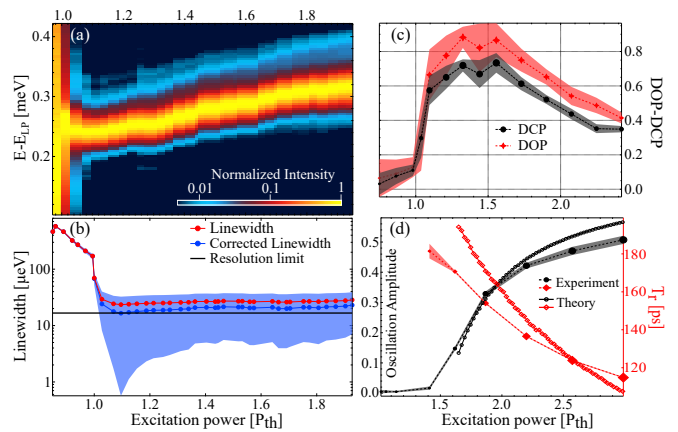 1.0 1.2 1.4 1.6 1.8
(a)
0.4
0.3
0.2
E-E_LP [meV]
Normalized Intensity
0.01 0.1 1
(b)
Linewidth
Corrected Linewidth
Resolution limit
100
10
1
Linewidth [µeV]
1.0 1.2 1.4 1.6 1.8
Excitation power [P_th]
(c)
DCP
DOP
0.8
0.6
0.4
0.2
0.0
DOP-DCP
1.0 1.5 2.0
(d)
0.5
0.4
0.3
0.2
0.1
0.0
Oscillation Amplitude
Experiment
Theory
180
160
140
120
T_r [ps]
1.0 1.5 2.0 2.5 3.0
Excitation power [P_th]